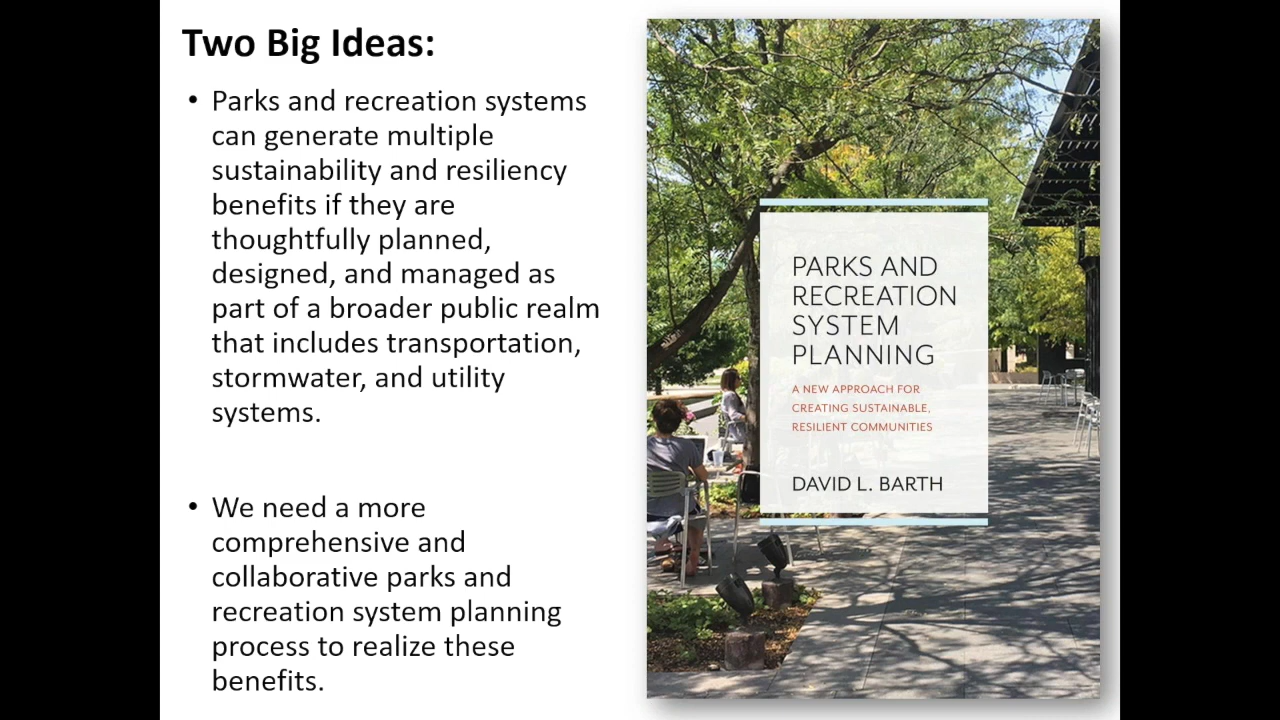 Two Big Ideas:
• Parks and recreation systems
can generate multiple
sustainability and resiliency
benefits if they are
thoughtfully planned,
designed, and managed as
part of a broader public realm
that includes transportation,
stormwater, and utility
systems.
• We need a more
comprehensive and
collaborative parks and
recreation system planning
process to realize these
benefits.
PARKS AND
RECREATION
SYSTEM
PLANNING
A NEW APPROACH FOR
CREATING SUSTAINABLE,
RESILIENT COMMUNITIES
DAVID L. BARTH